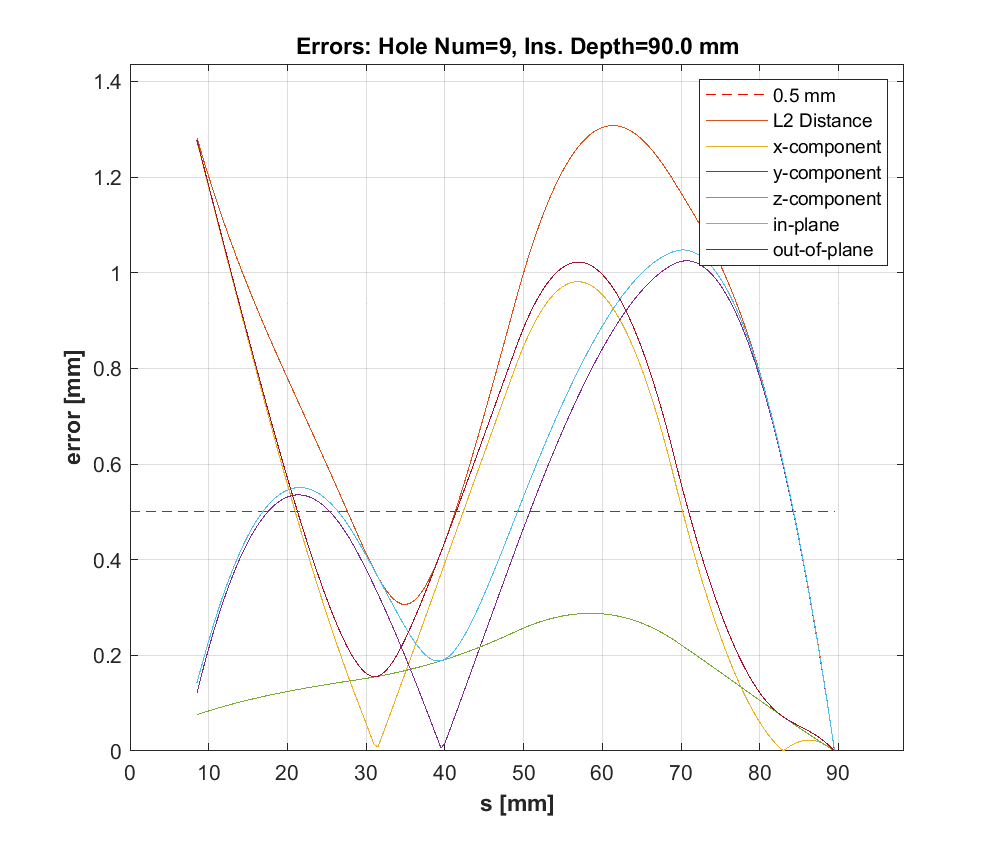 Errors: Hole Num=9, Ins. Depth=90.0 mm
1.4
1.2
1
0.8
0.6
0.4
0.2
0
error [mm]
0.5 mm
L2 Distance
x-component
y-component
z-component
in-plane
out-of-plane
0 10 20 30 40 50 60 70 80 90
s [mm]